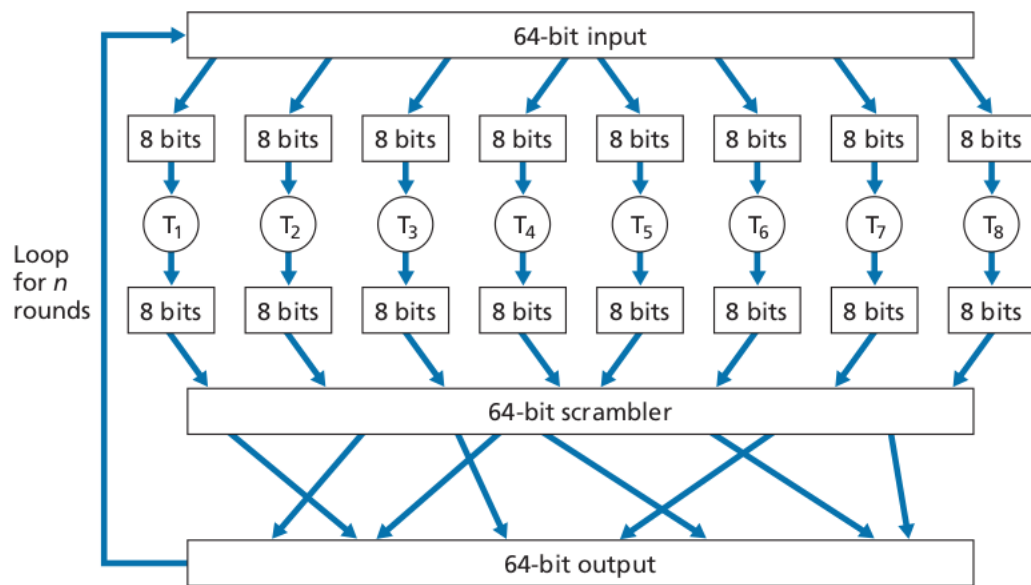 64-bit input
8 bits 8 bits 8 bits 8 bits 8 bits 8 bits 8 bits 8 bits
T₁ T₂ T₃ T₄ T₅ T₆ T₇ T₈
Loop
for n
rounds
8 bits 8 bits 8 bits 8 bits 8 bits 8 bits 8 bits 8 bits
64-bit scrambler
64-bit output